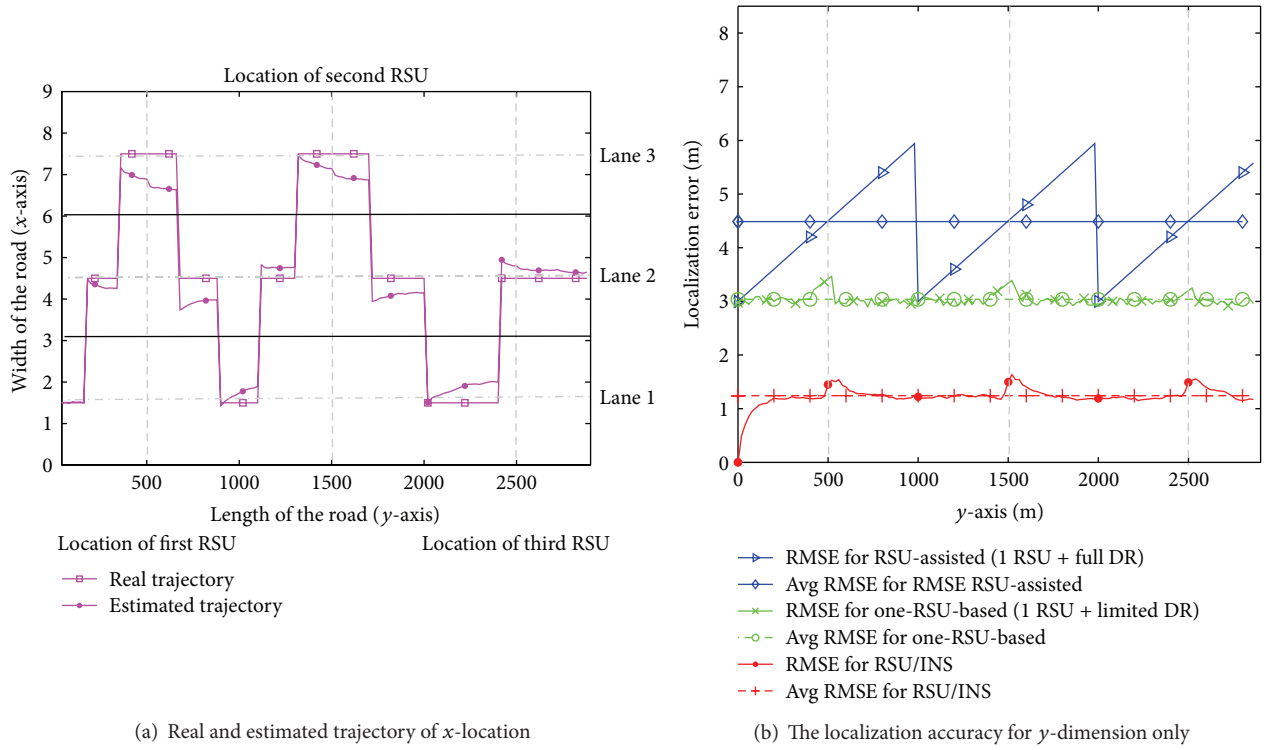 Location of second RSU
9
8
7
6
5
4
3
2
1
0
Width of the road (x-axis)
Lane 3
Lane 2
Lane 1
500
1000
1500
2000
2500
Length of the road (y-axis)
Location of first RSU
Location of third RSU
Real trajectory
Estimated trajectory
(a) Real and estimated trajectory of x-location
8
7
6
5
4
3
2
1
0
Localization error (m)
0
500
1000
1500
2000
2500
y-axis (m)
RMSE for RSU-assisted (1 RSU + full DR)
Avg RMSE for RMSE RSU-assisted
RMSE for one-RSU-based (1 RSU + limited DR)
Avg RMSE for one-RSU-based
RMSE for RSU/INS
Avg RMSE for RSU/INS
(b) The localization accuracy for y-dimension only